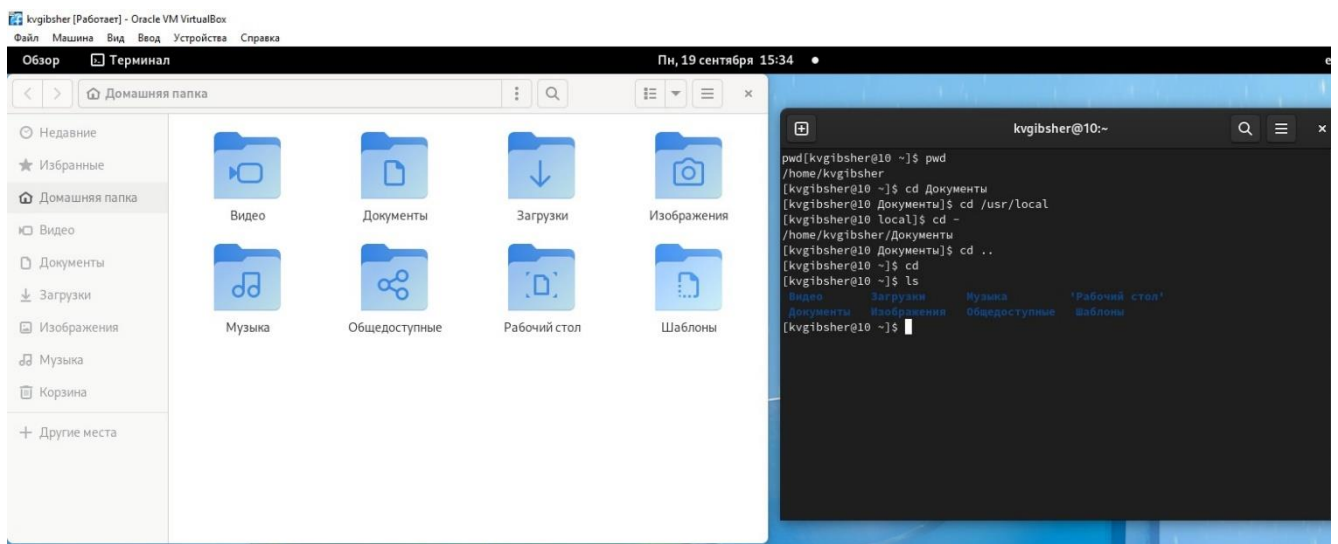 kvgibsher [Работает] - Oracle VM VirtualBox
Файл Машина Вид Ввод Устройства Справка
Обзор Терминал Пн, 19 сентября 15:34
Домашняя папка
Недавние
Избранные
Домашняя папка
Видео
Документы
Загрузки
Изображения
Музыка
Корзина
Другие места
Видео Документы Загрузки Изображения
Музыка Общедоступные Рабочий стол Шаблоны
kvgibsher@10:~
pwd[kvgibsher@10 ~]$ pwd
/home/kvgibsher
[kvgibsher@10 ~]$ cd Документы
[kvgibsher@10 Документы]$ cd /usr/local
[kvgibsher@10 local]$ cd -
/home/kvgibsher/Документы
[kvgibsher@10 Документы]$ cd ..
[kvgibsher@10 ~]$ cd
[kvgibsher@10 ~]$ ls
Видео Загрузки Музыка 'Рабочий стол'
Документы Изображения Общедоступные Шаблоны
[kvgibsher@10 ~]$